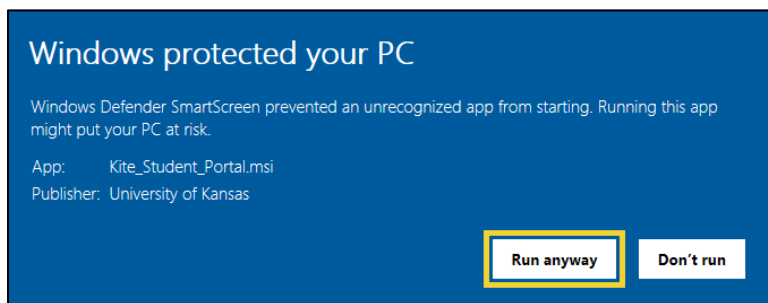 Windows protected your PC
Windows Defender SmartScreen prevented an unrecognized app from starting. Running this app
might put your PC at risk.
App: Kite_Student_Portal.msi
Publisher: University of Kansas
Run anyway Don't run